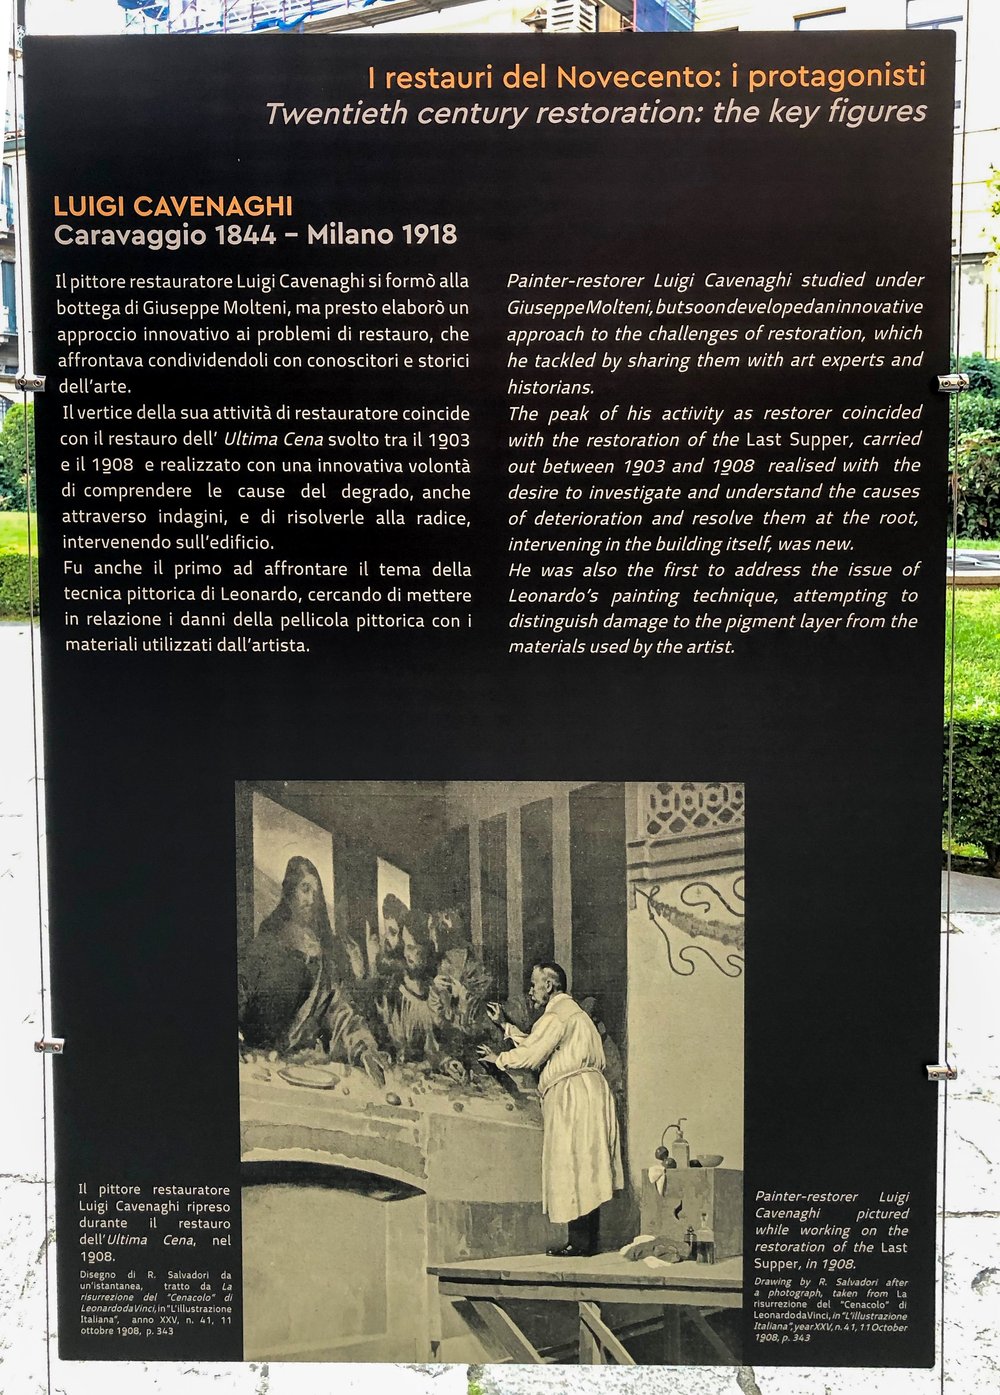 I restauri del Novecento: i protagonisti
Twentieth century restoration: the key figures
LUIGI CAVENAGHI
Caravaggio 1844 – Milano 1918
Il pittore restauratore Luigi Cavenaghi si formò alla
bottega di Giuseppe Molteni, ma presto elaborò un
approccio innovativo ai problemi di restauro, che
affrontava condividendoli con conoscitori e storici
dell'arte.
Il vertice della sua attività di restauratore coincide
con il restauro dell' Ultima Cena svolto tra il 1903
e il 1908 e realizzato con una innovativa volontà
di comprendere le cause del degrado, anche
attraverso indagini, e di risolverle alla radice,
intervenendo sull'edificio.
Fu anche il primo ad affrontare il tema della
tecnica pittorica di Leonardo, cercando di mettere
in relazione i danni della pellicola pittorica con i
materiali utilizzati dall'artista.
Painter-restorer Luigi Cavenaghi studied under
Giuseppe Molteni, but soon developed an innovative
approach to the challenges of restoration, which
he tackled by sharing them with art experts and
historians.
The peak of his activity as restorer coincided
with the restoration of the Last Supper, carried
out between 1903 and 1908 realised with the
desire to investigate and understand the causes
of deterioration and resolve them at the root,
intervening in the building itself, was new.
He was also the first to address the issue of
Leonardo's painting technique, attempting to
distinguish damage to the pigment layer from the
materials used by the artist.
Il pittore restauratore
Luigi Cavenaghi ripreso
durante il restauro
dell'Ultima Cena, nel
1908.
Disegno di R. Salvadori da
un'istantanea, tratto da La
risurrezione del "Cenacolo" di
Leonardo da Vinci, in "L'illustrazione
Italiana", anno XXV, n. 41, 11
ottobre 1908, p. 343
Painter-restorer Luigi
Cavenaghi pictured
while working on the
restoration of the Last
Supper, in 1908.
Drawing by R. Salvadori after
a photograph, taken from La
risurrezione del "Cenacolo" di
Leonardo da Vinci, in "L'illustrazione
Italiana", year XXV, n. 41, 11 October
1908, p. 343